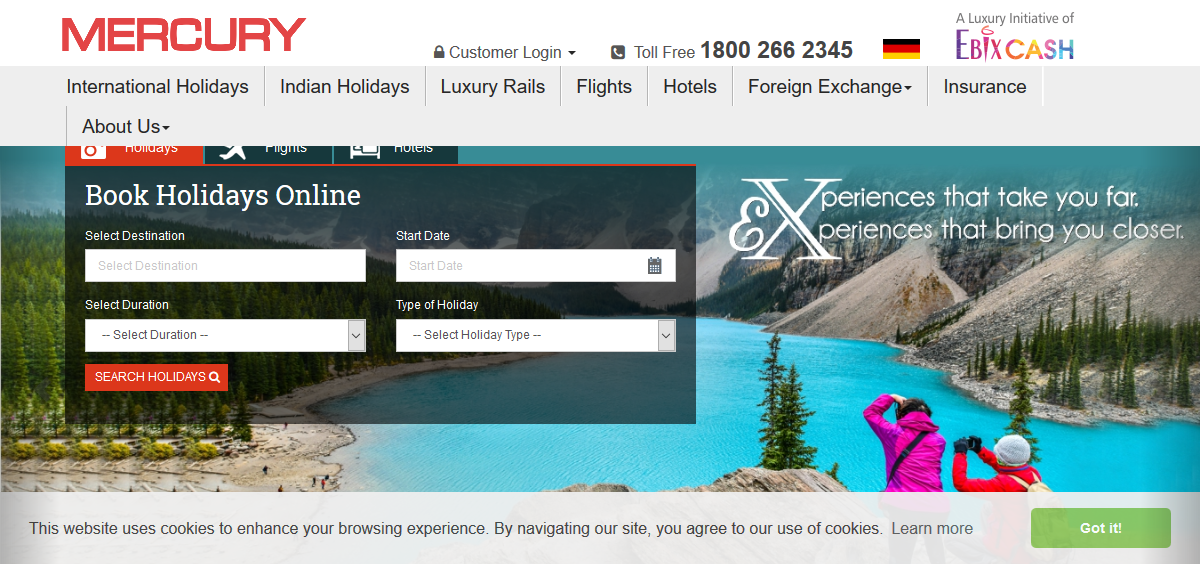 MERCURY
Customer Login
Toll Free 1800 266 2345
A Luxury Initiative of
EBIXCASH
International Holidays
Indian Holidays
Luxury Rails
Flights
Hotels
Foreign Exchange
Insurance
About Us
Holidays
Flights
Hotels
Book Holidays Online
Select Destination
Start Date
Select Destination
Start Date
Select Duration
Type of Holiday
-- Select Duration --
-- Select Holiday Type --
SEARCH HOLIDAYS
eXperiences that take you far.
eXperiences that bring you closer.
This website uses cookies to enhance your browsing experience. By navigating our site, you agree to our use of cookies. Learn more
Got it!